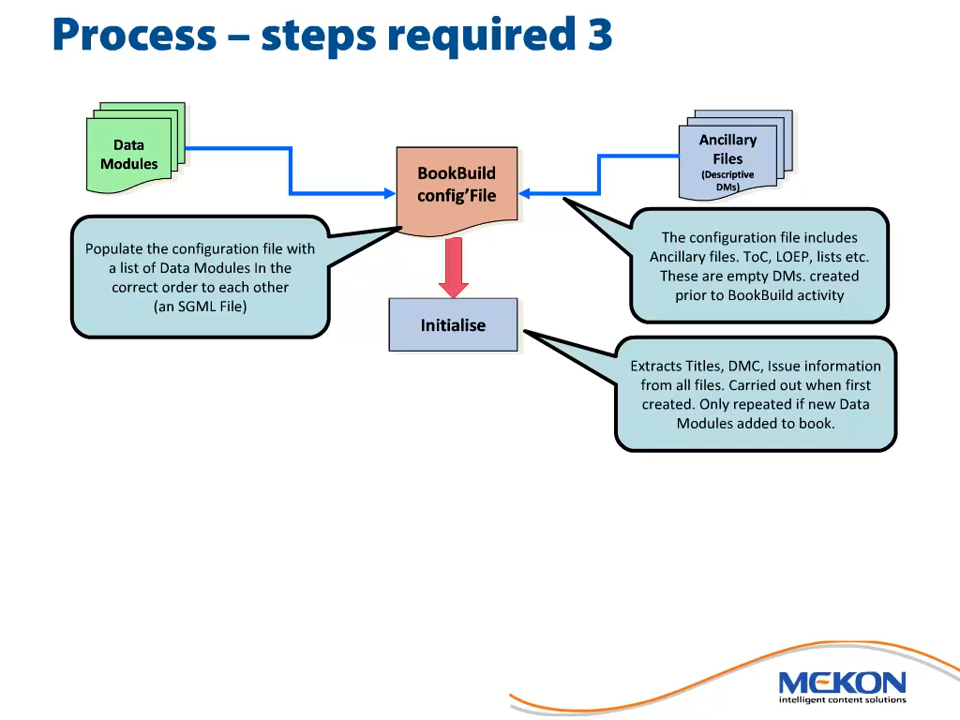 Process – steps required 3
Data
Modules
BookBuild
config'File
Ancillary
Files
(Descriptive
DMs)
Populate the configuration file with
a list of Data Modules In the
correct order to each other
(an SGML File)
The configuration file includes
Ancillary files. ToC, LOEP, lists etc.
These are empty DMs. created
prior to BookBuild activity
Initialise
Extracts Titles, DMC, Issue information
from all files. Carried out when first
created. Only repeated if new Data
Modules added to book.
MEKON
intelligent content solutions